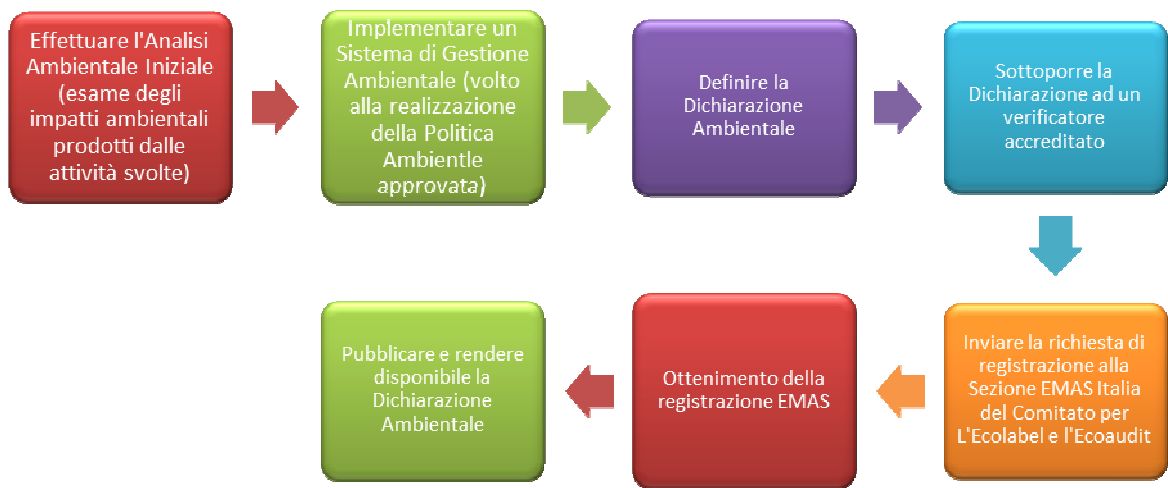 Effettuare l'Analisi
Ambientale Iniziale
(esame degli
impatti ambientali
prodotti dalle
attività svolte)
Implementare un
Sistema di Gestione
Ambientale (volto
alla realizzazione
della Politica
Ambientle
approvata)
Definire la
Dichiarazione
Ambientale
Sottoporre la
Dichiarazione ad un
verificatore
accreditato
Inviare la richiesta di
registrazione alla
Sezione EMAS Italia
del Comitato per
L'Ecolabel e l'Ecoaudit
Ottenimento della
registrazione EMAS
Pubblicare e rendere
disponibile la
Dichiarazione
Ambientale